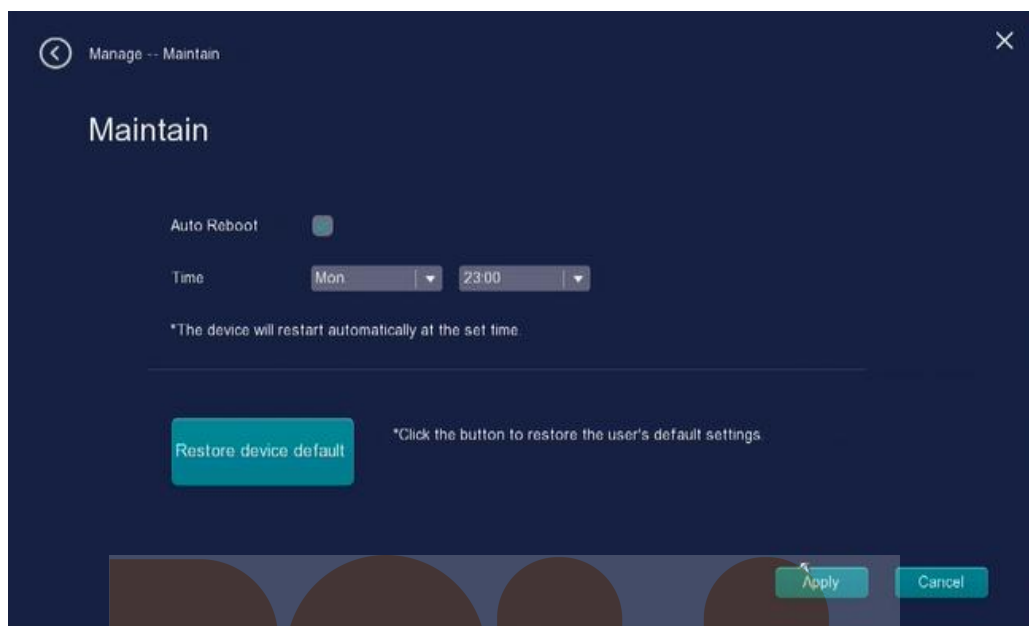 Manage -- Maintain
Maintain
Auto Reboot
Time Mon 23:00
*The device will restart automatically at the set time.
Restore device default
*Click the button to restore the user's default settings.
Apply Cancel